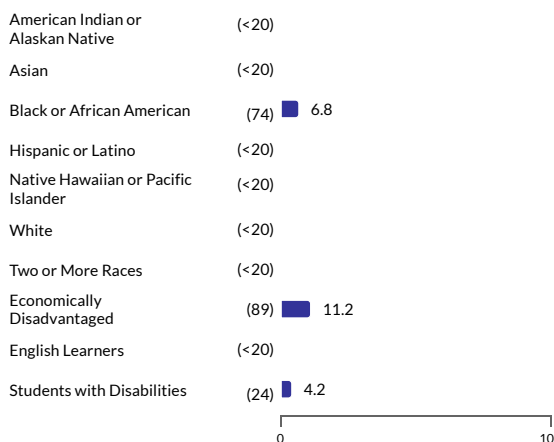 American Indian or
Alaskan Native (<20)
Asian (<20)
Black or African American (74) 6.8
Hispanic or Latino (<20)
Native Hawaiian or Pacific
Islander (<20)
White (<20)
Two or More Races (<20)
Economically
Disadvantaged (89) 11.2
English Learners (<20)
Students with Disabilities (24) 4.2
0 10